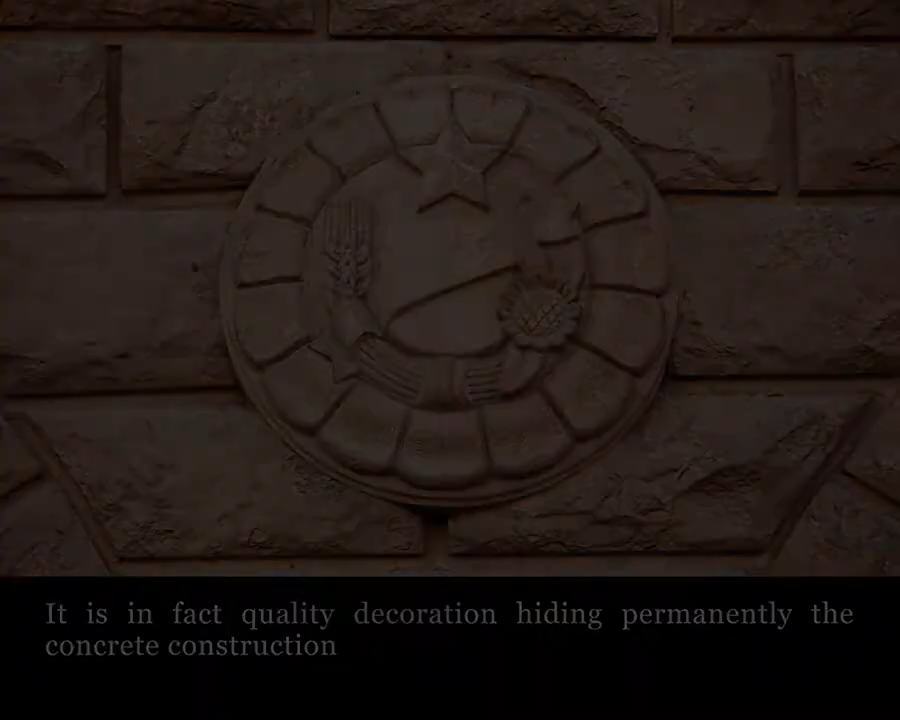 It is in fact quality decoration hiding permanently the
concrete construction